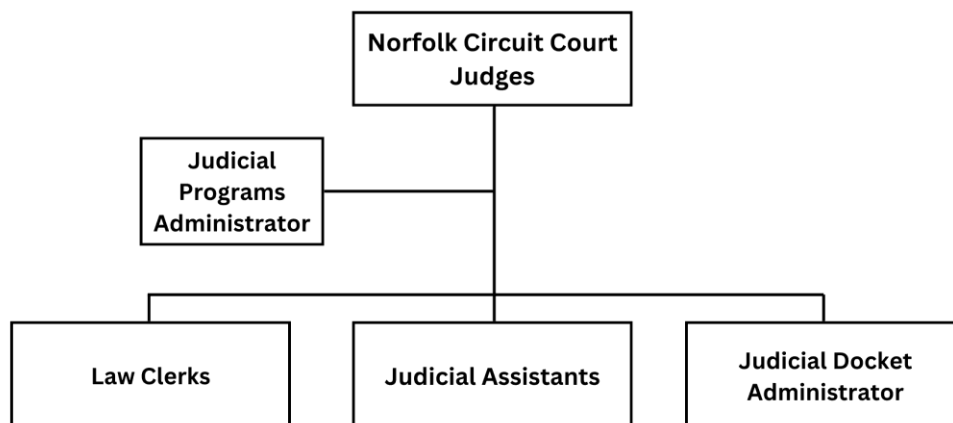 Norfolk Circuit Court
Judges
Judicial
Programs
Administrator
Law Clerks
Judicial Assistants
Judicial Docket
Administrator